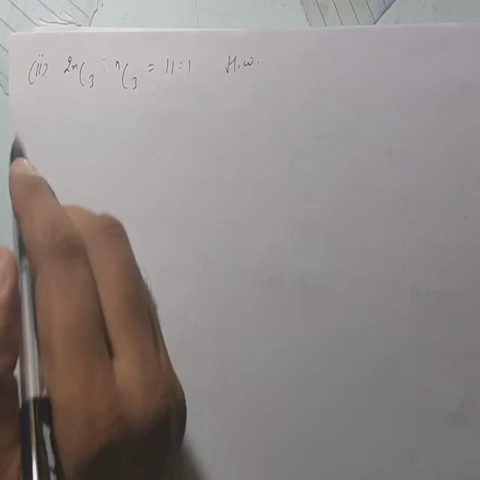 (ii) ²ⁿC₃ : ⁿC₃ = 11:1 H.w.